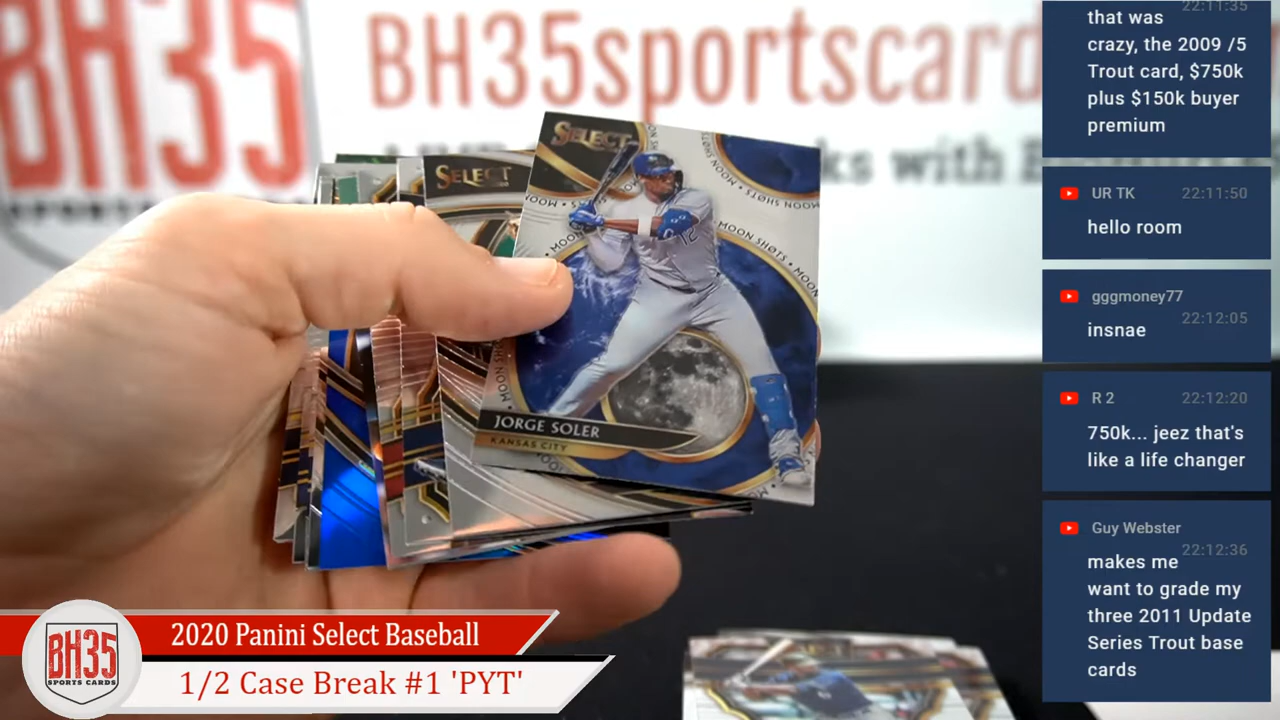 BH35
SPORTS
BH35sportscard
ks with
SELECT
SELECT
MOON SHOTS
MOON SHOTS
JORGE SOLER
KANSAS CITY
12
2020 Panini Select Baseball
1/2 Case Break #1 'PYT'
BH35
SPORTS CARDS
22:11:35
that was
crazy, the 2009 /5
Trout card, $750k
plus $150k buyer
premium
UR TK 22:11:50
hello room
gggmoney77
22:12:05
insnae
R 2 22:12:20
750k... jeez that's
like a life changer
Guy Webster
22:12:36
makes me
want to grade my
three 2011 Update
Series Trout base
cards